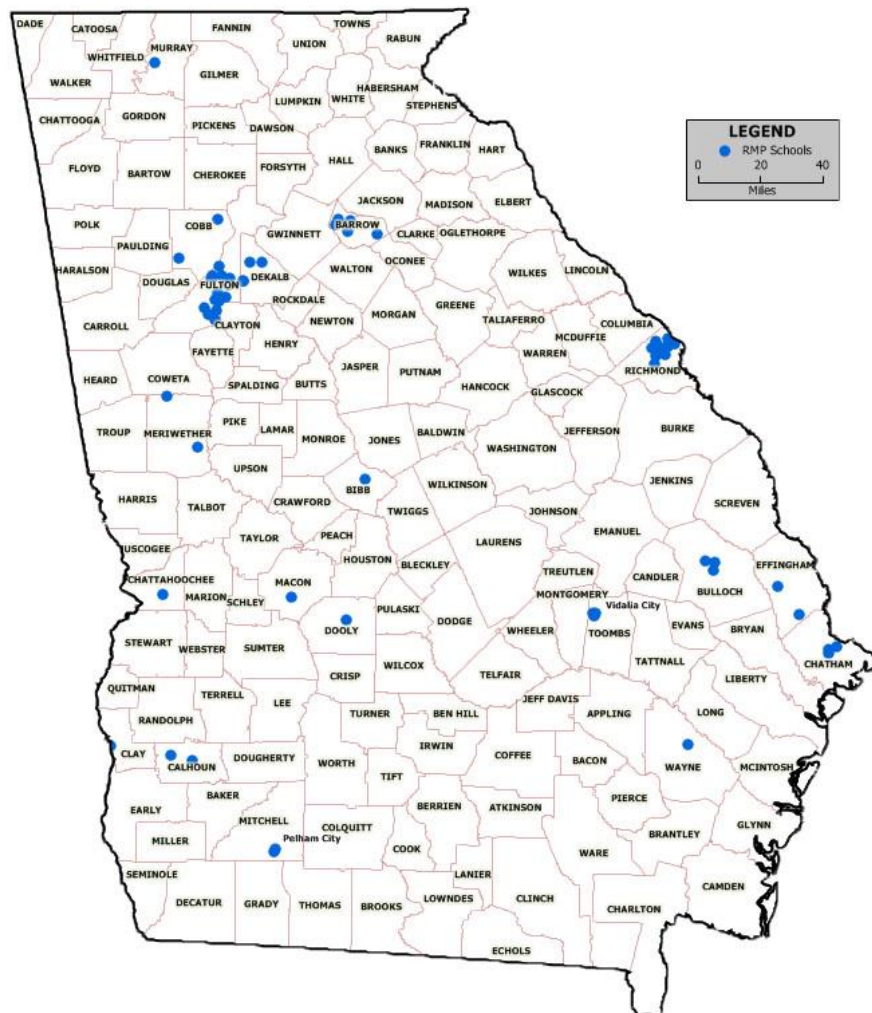 DADE
CATOOSA
FANNIN
TOWNS
RABUN
UNION
MURRAY
WHITFIELD
GILMER
WALKER
HABERSHAM
WHITE
LUMPKIN
STEPHENS
CHATTOOGA
GORDON
PICKENS
DAWSON
BANKS
FRANKLIN
HART
HALL
FLOYD
BARTOW
CHEROKEE
FORSYTH
LEGEND
RMP Schools
0 20 40
Miles
JACKSON
MADISON
ELBERT
POLK
COBB
PAULDING
GWINNETT
BARROW
CLARKE
OGLETHORPE
HARALSON
DOUGLAS
FULTON
DEKALB
WALTON
OCONEE
WILKES
LINCOLN
ROCKDALE
CARROLL
CLAYTON
NEWTON
MORGAN
GREENE
TALIAFERRO
COLUMBIA
MCDUFFIE
WARREN
RICHMOND
FAYETTE
HENRY
HEARD
COWETA
SPALDING
BUTTS
JASPER
PUTNAM
HANCOCK
GLASCOCK
TROUP
MERIWETHER
PIKE
LAMAR
MONROE
JONES
BALDWIN
WASHINGTON
JEFFERSON
BURKE
UPSON
BIBB
WILKINSON
JENKINS
SCREVEN
HARRIS
TALBOT
CRAWFORD
TWIGGS
JOHNSON
EMANUEL
USCOGEE
TAYLOR
PEACH
HOUSTON
BLECKLEY
LAURENS
TREUTLEN
CANDLER
BULLOCH
EFFINGHAM
CHATTAHOOCHEE
MARION
SCHLEY
MACON
MONTGOMERY
Vidalia City
PULASKI
DODGE
WHEELER
TOOMBS
EVANS
BRYAN
DOOLY
STEWART
WEBSTER
SUMTER
WILCOX
TELFAIR
TATTNALL
CHATHAM
CRISP
LIBERTY
QUITMAN
TERRELL
LEE
JEFF DAVIS
RANDOLPH
TURNER
BEN HILL
APPLING
LONG
CLAY
CALHOUN
DOUGHERTY
WORTH
IRWIN
COFFEE
BACON
WAYNE
MCINTOSH
TIFT
BAKER
EARLY
MITCHELL
COLQUITT
BERRIEN
ATKINSON
PIERCE
Pelham City
MILLER
COOK
BRANTLEY
GLYNN
WARE
SEMINOLE
LANIER
DECATUR
GRADY
THOMAS
BROOKS
LOWNDES
CLINCH
CHARLTON
CAMDEN
ECHOLS